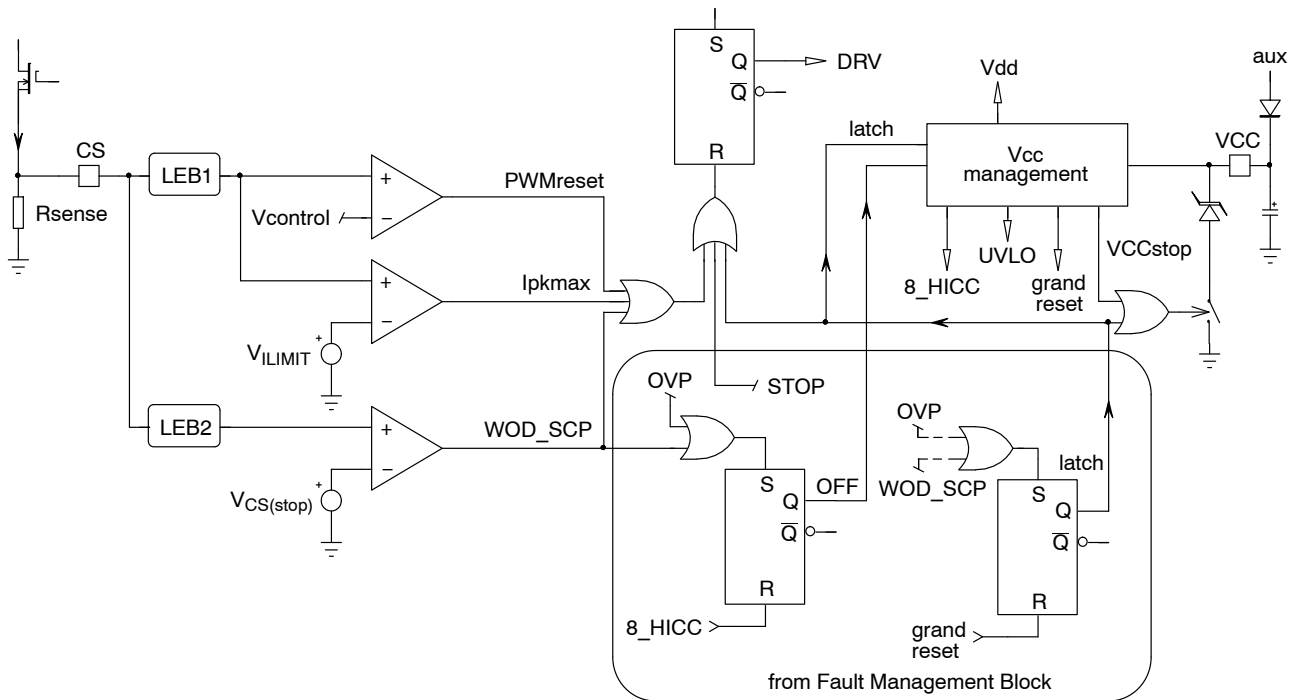 S
Q
DRV
Q
R
aux
Vdd
latch
VCC
Vcc
management
CS
LEB1
+
−
PWMreset
Rsense
Vcontrol
UVLO
VCCstop
8_HICC
grand
reset
+
−
Ipkmax
+
VILIMIT
OVP
STOP
LEB2
+
−
WOD_SCP
OVP
WOD_SCP
latch
+
VCS(stop)
S
OFF
Q
Q
R
S
Q
Q
R
8_HICC
grand
reset
from Fault Management Block
+